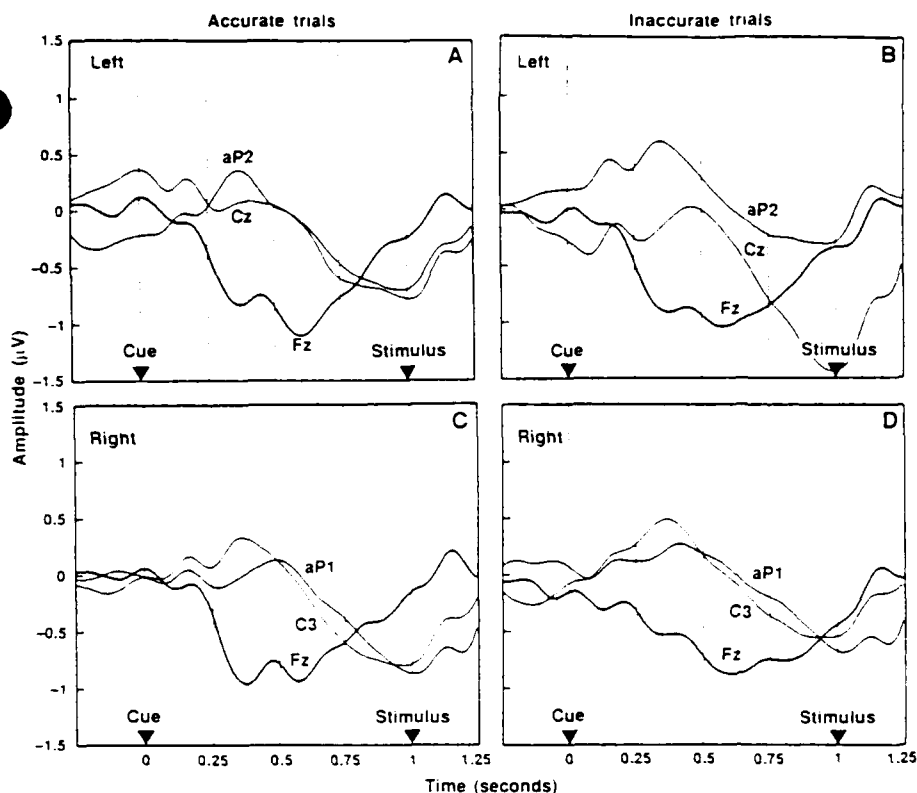 Accurate trials
Inaccurate trials
1.5
1
0.5
0
−0.5
−1
−1.5
Left
A
aP2
Cz
Fz
Cue
Stimulus
Left
B
aP2
Cz
Fz
Cue
Stimulus
Amplitude (μV)
1.5
1
0.5
0
−0.5
−1
−1.5
Right
C
aP1
C3
Fz
Cue
Stimulus
Right
D
aP1
C3
Fz
Cue
Stimulus
0
0.25
0.5
0.75
1.0
1.25
0
0.25
0.5
0.75
1.0
1.25
Time (seconds)